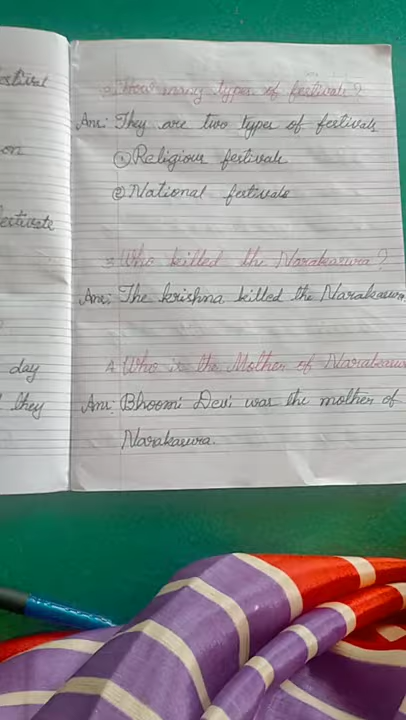 estival
on
day
they
2. How many types of festivals?
Ans: They are two types of festivals
① Religious festivals
② National festivals
3. Who killed the Narakasura?
Ans: The krishna killed the Narakasura
4. Who is the Mother of Narakasura
Ans: Bhoomi Devi was the mother of
Narakasura.